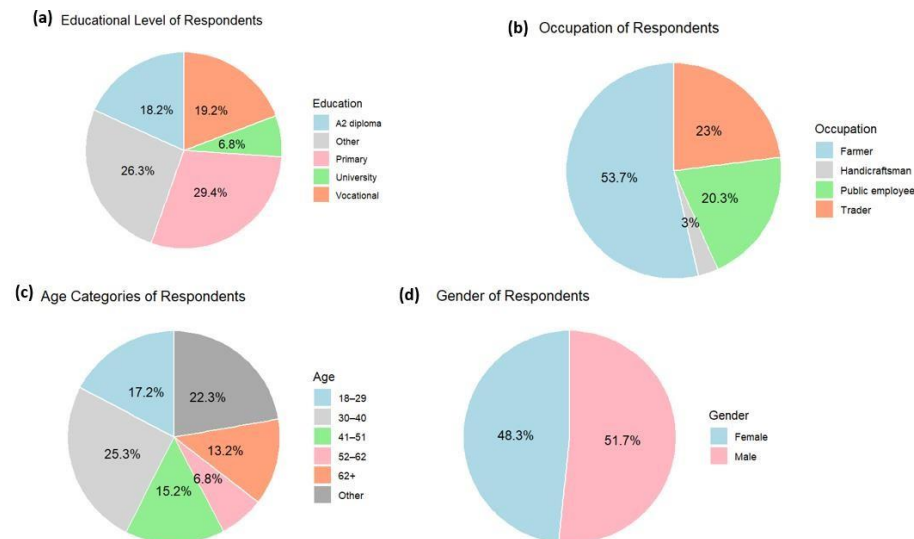 (a) Educational Level of Respondents
18.2%
19.2%
6.8%
26.3%
29.4%
Education
A2 diploma
Other
Primary
University
Vocational
(b) Occupation of Respondents
23%
53.7%
20.3%
3%
Occupation
Farmer
Handicraftsman
Public employee
Trader
(c) Age Categories of Respondents
17.2%
22.3%
25.3%
13.2%
6.8%
15.2%
Age
18–29
30–40
41–51
52–62
62+
Other
(d) Gender of Respondents
48.3%
51.7%
Gender
Female
Male